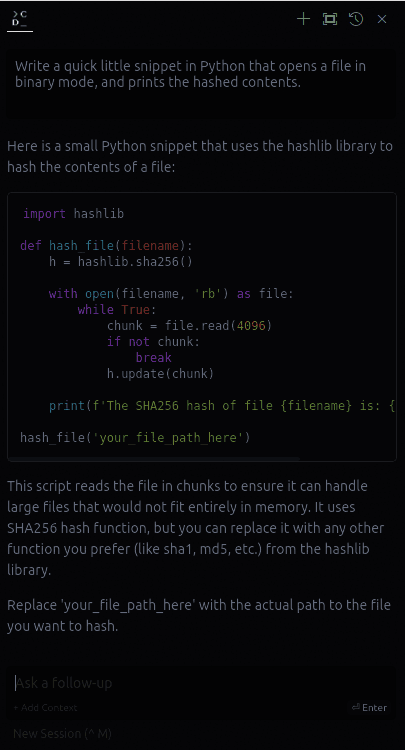 >C
D_
Write a quick little snippet in Python that opens a file in
binary mode, and prints the hashed contents.
Here is a small Python snippet that uses the hashlib library to
hash the contents of a file:
import hashlib
def hash_file(filename):
    h = hashlib.sha256()
    with open(filename, 'rb') as file:
        while True:
            chunk = file.read(4096)
            if not chunk:
                break
            h.update(chunk)
    print(f'The SHA256 hash of file {filename} is: {
hash_file('your_file_path_here')
This script reads the file in chunks to ensure it can handle
large files that would not fit entirely in memory. It uses
SHA256 hash function, but you can replace it with any other
function you prefer (like sha1, md5, etc.) from the hashlib
library.
Replace 'your_file_path_here' with the actual path to the file
you want to hash.
Ask a follow-up
+ Add Context ⏎ Enter
New Session (^ M)